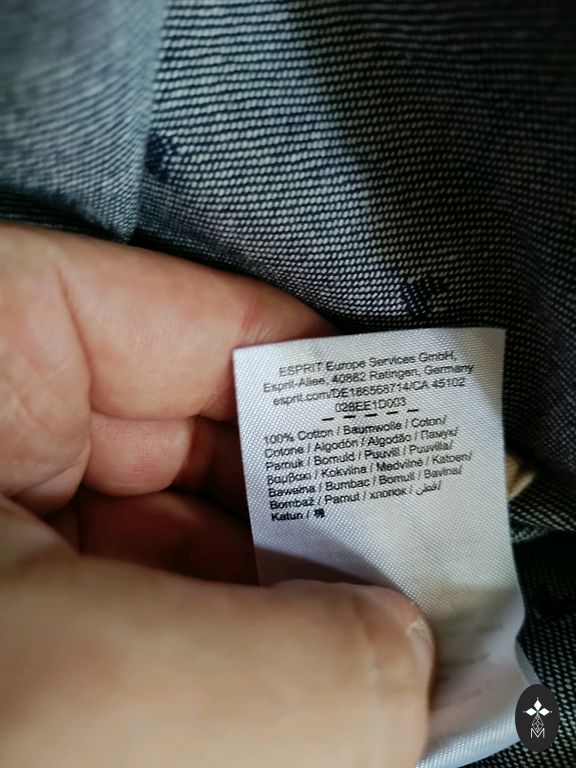 ESPRIT Europe Services GmbH,
Esprit-Allee, 40882 Ratingen, Germany
esprit.com/DE186568714/CA 45102
028EE1D003
100% Cotton / Baumwolle / Coton/
Cotone / Algodón / Algodão / Памук/
Pamuk / Bomuld / Puuvill / Puuvilla/
Βαμβακι / Kokvilna / Medvilnė / Katoen/
Bawełna / Bumbac / Bomull / Bavlna/
Bombaž / Pamut / хлопок / قطن/
Katun / 棉
M